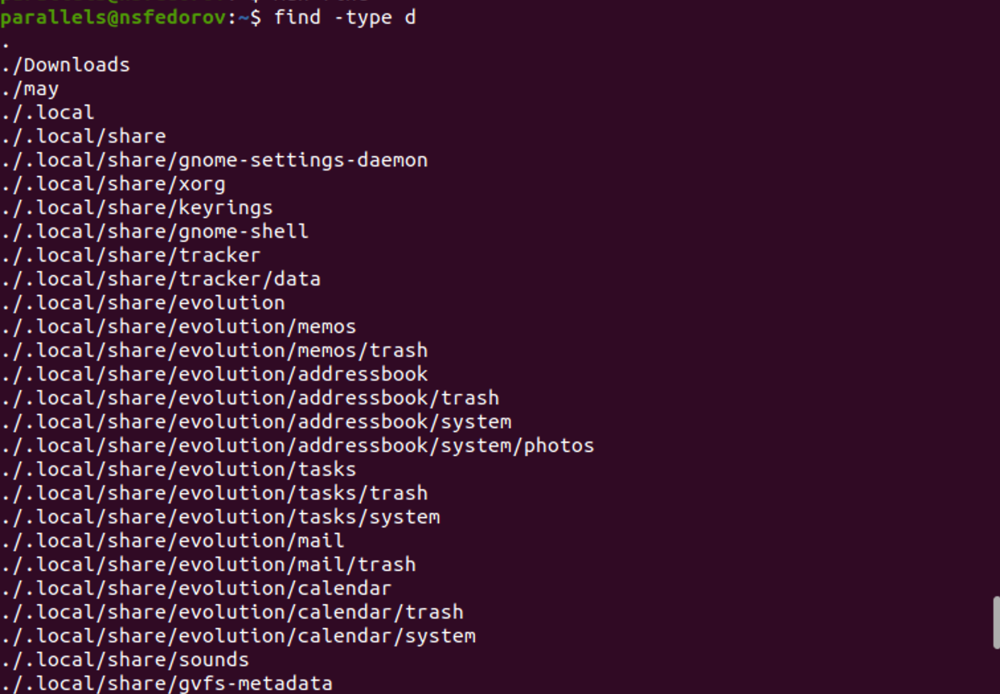 parallels@nsfedorov:~$ find -type d
.
./Downloads
./may
./.local
./.local/share
./.local/share/gnome-settings-daemon
./.local/share/xorg
./.local/share/keyrings
./.local/share/gnome-shell
./.local/share/tracker
./.local/share/tracker/data
./.local/share/evolution
./.local/share/evolution/memos
./.local/share/evolution/memos/trash
./.local/share/evolution/addressbook
./.local/share/evolution/addressbook/trash
./.local/share/evolution/addressbook/system
./.local/share/evolution/addressbook/system/photos
./.local/share/evolution/tasks
./.local/share/evolution/tasks/trash
./.local/share/evolution/tasks/system
./.local/share/evolution/mail
./.local/share/evolution/mail/trash
./.local/share/evolution/calendar
./.local/share/evolution/calendar/trash
./.local/share/evolution/calendar/system
./.local/share/sounds
./.local/share/gvfs-metadata